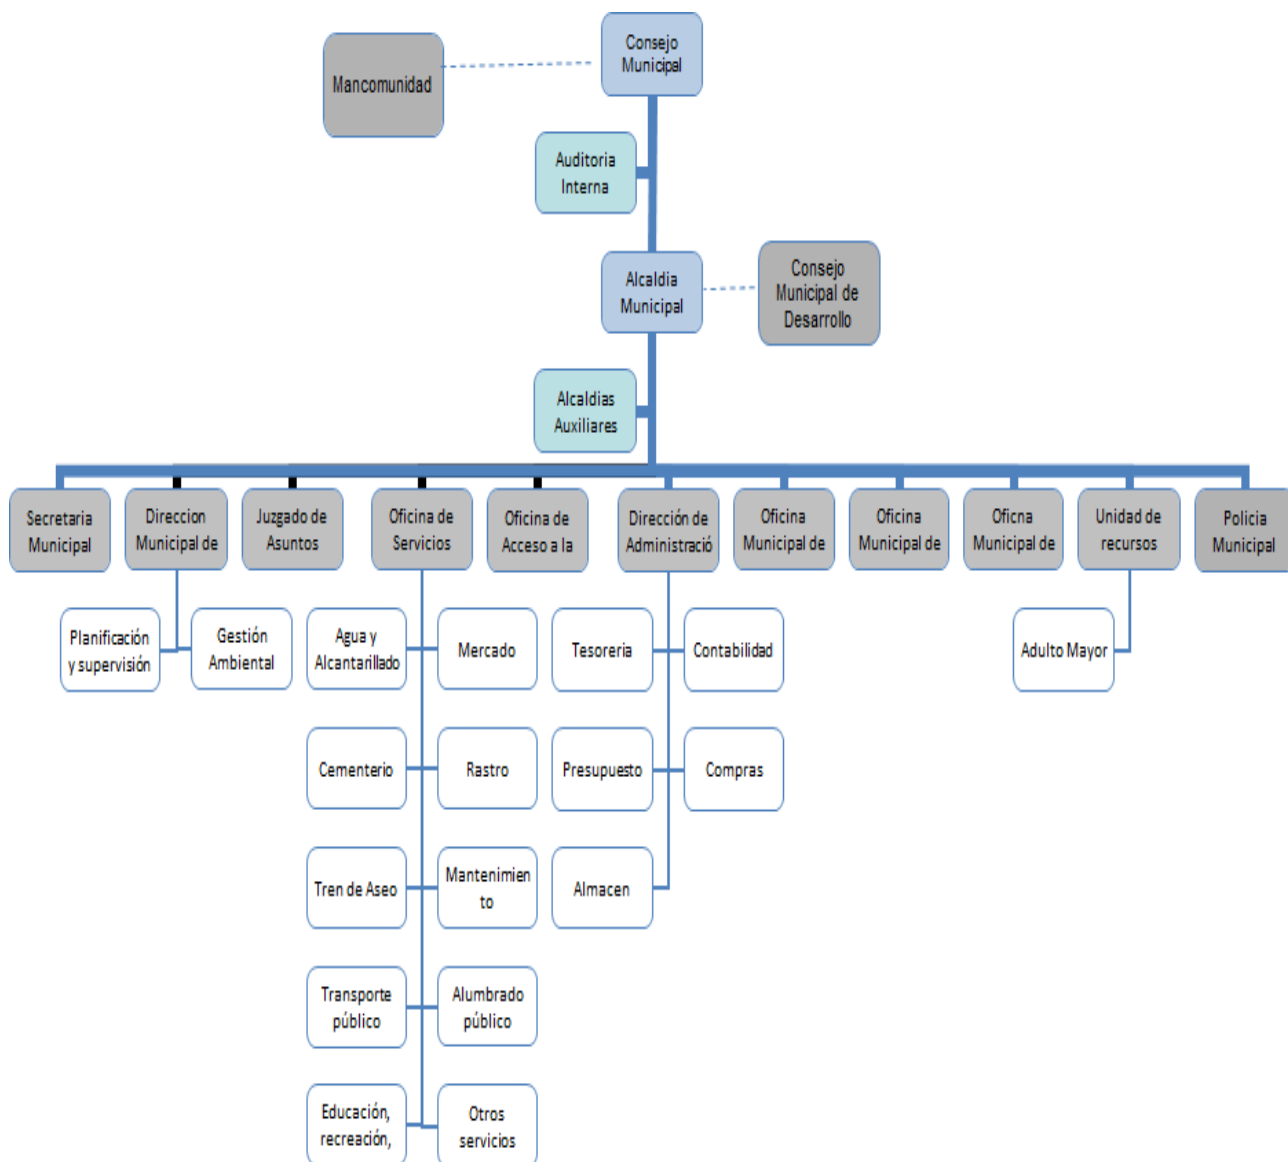 Consejo
Municipal
Mancomunidad
Auditoria
Interna
Alcaldia
Municipal
Consejo
Municipal de
Desarrollo
Alcaldias
Auxiliares
Secretaria
Municipal
Direccion
Municipal de
Juzgado de
Asuntos
Oficina de
Servicios
Oficina de
Acceso a la
Dirección de
Administració
Oficina
Municipal de
Oficina
Municipal de
Oficna
Municipal de
Unidad de
recursos
Policia
Municipal
Planificación
y supervisión
Gestión
Ambiental
Agua y
Alcantarillado
Mercado
Tesoreria
Contabilidad
Adulto Mayor
Cementerio
Rastro
Presupuesto
Compras
Tren de Aseo
Mantenimien
to
Almacen
Transporte
público
Alumbrado
público
Educación,
recreación,
Otros
servicios